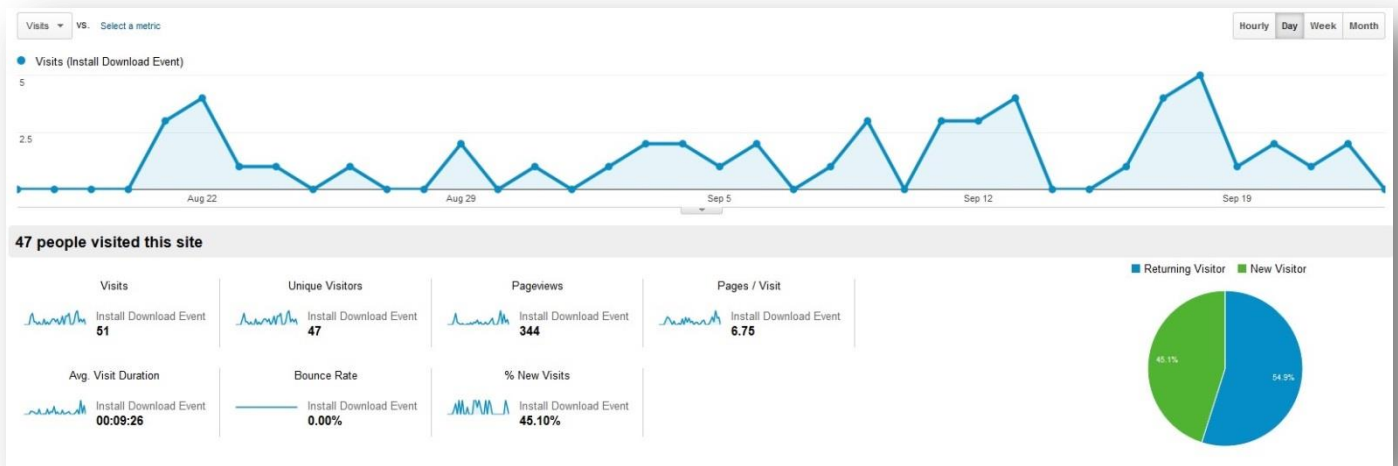 Visits VS. Select a metric Hourly Day Week Month
Visits (Install Download Event)
5
2.5
Aug 22 Aug 29 Sep 5 Sep 12 Sep 19
47 people visited this site
Returning Visitor New Visitor
Visits Unique Visitors Pageviews Pages / Visit
Install Download Event Install Download Event Install Download Event Install Download Event
51 47 344 6.75
45.1%
54.9%
Avg. Visit Duration Bounce Rate % New Visits
Install Download Event Install Download Event Install Download Event
00:09:26 0.00% 45.10%